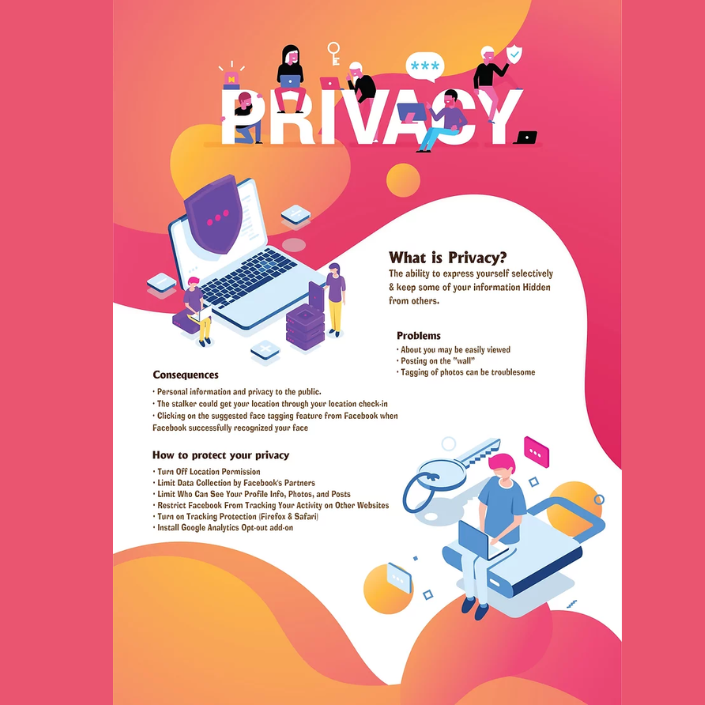 PRIVACY
***
What is Privacy?
The ability to express yourself selectively
& keep some of your information Hidden
from others.
Problems
• About you may be easily viewed
• Posting on the "wall"
• Tagging of photos can be troublesome
Consequences
• Personal information and privacy to the public.
• The stalker could get your location through your location check-in
• Clicking on the suggested face tagging feature from Facebook when
Facebook successfully recognized your face
How to protect your privacy
• Turn Off Location Permission
• Limit Data Collection by Facebook's Partners
• Limit Who Can See Your Profile Info, Photos, and Posts
• Restrict Facebook From Tracking Your Activity on Other Websites
• Turn on Tracking Protection (Firefox & Safari)
• Install Google Analytics Opt-out add-on